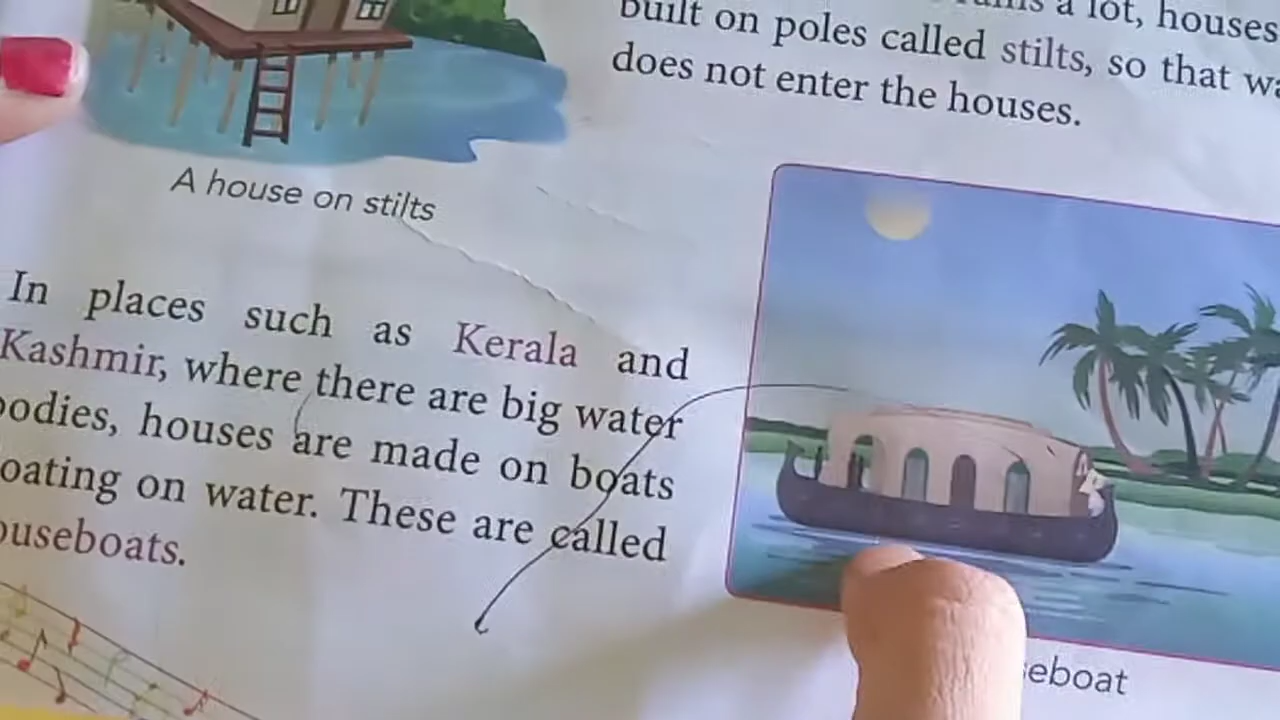 a lot, houses
built on poles called stilts, so that
does not enter the houses.
A house on stilts
In places such as Kerala and
Kashmir, where there are big water
odies, houses are made on boats
oating on water. These are called
ouseboats.
eboat